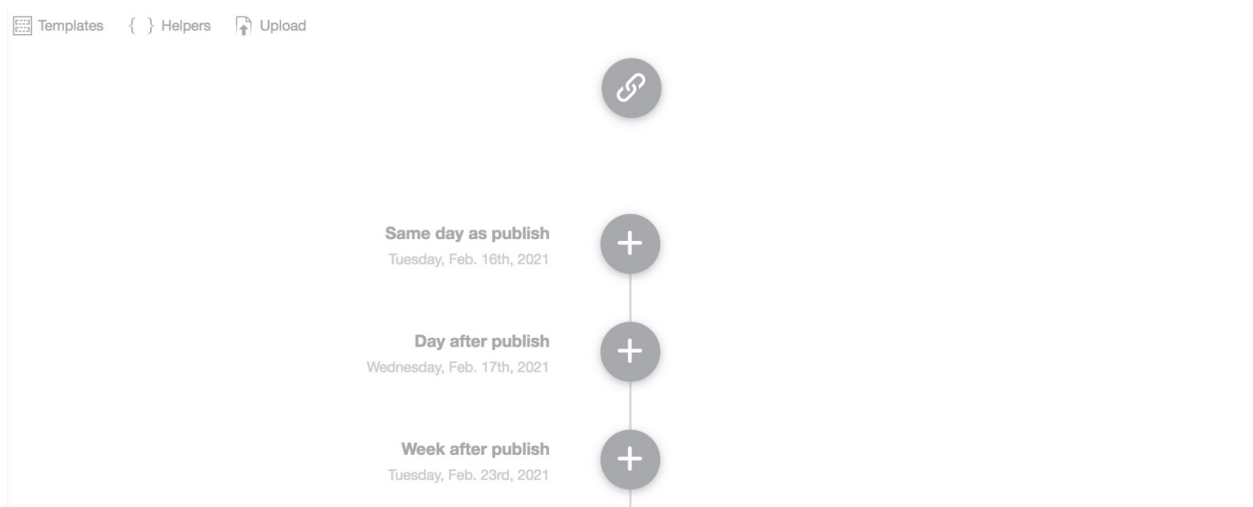 Templates { } Helpers Upload
Same day as publish
Tuesday, Feb. 16th, 2021
Day after publish
Wednesday, Feb. 17th, 2021
Week after publish
Tuesday, Feb. 23rd, 2021